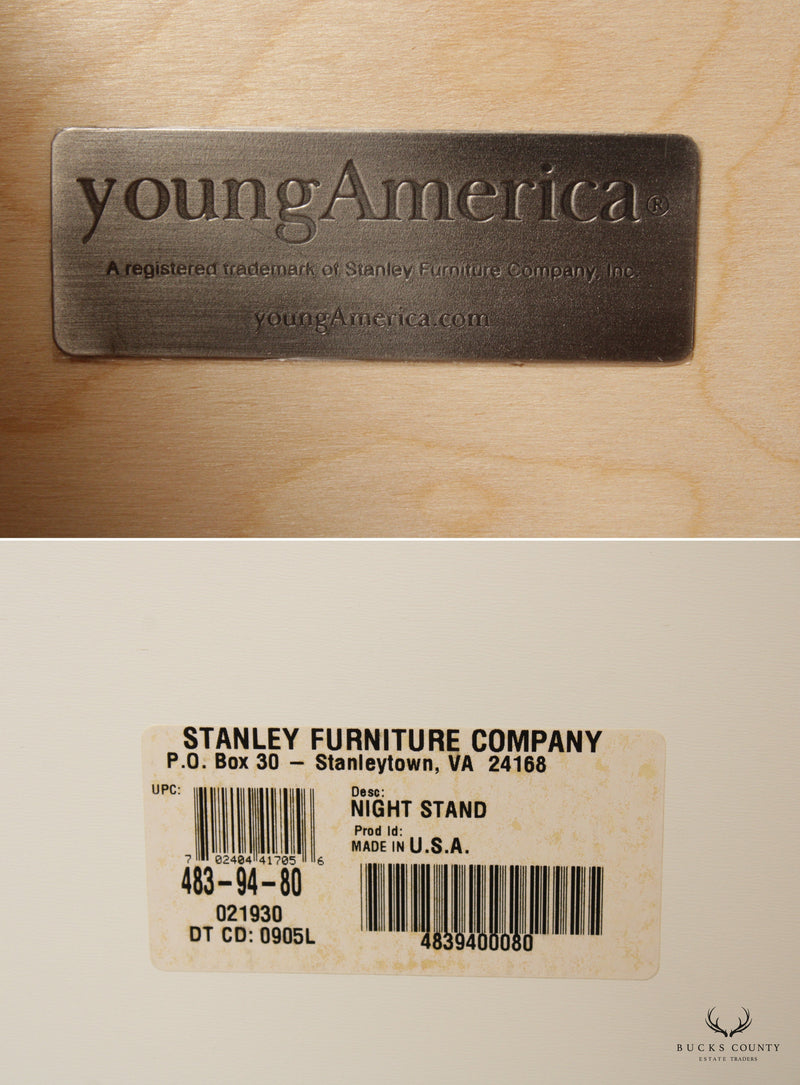 youngAmerica®
A registered trademark of Stanley Furniture Company, Inc.
youngAmerica.com
STANLEY FURNITURE COMPANY
P.O. Box 30 – Stanleytown, VA 24168
UPC:
7 02404 41705 6
483-94-80
021930
DT CD: 0905L
Desc:
NIGHT STAND
Prod Id:
MADE IN U.S.A.
4839400080
BUCKS COUNTY
ESTATE TRADERS